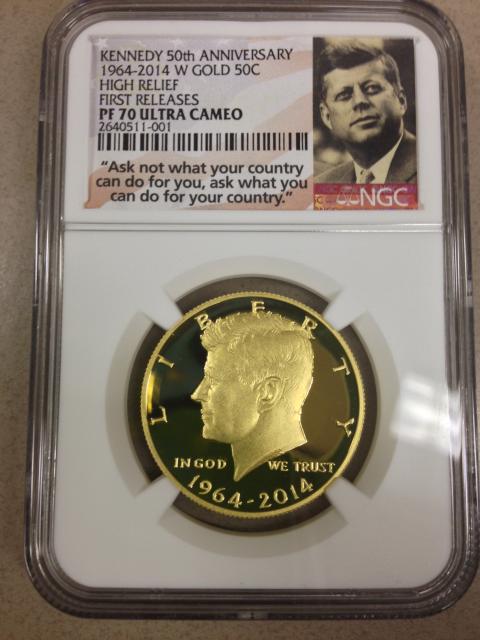 KENNEDY 50th ANNIVERSARY
1964-2014 W GOLD 50C
HIGH RELIEF
FIRST RELEASES
PF 70 ULTRA CAMEO
2640511-001
"Ask not what your country
can do for you, ask what you
can do for your country."
NGC
LIBERTY
IN GOD WE TRUST
1964-2014